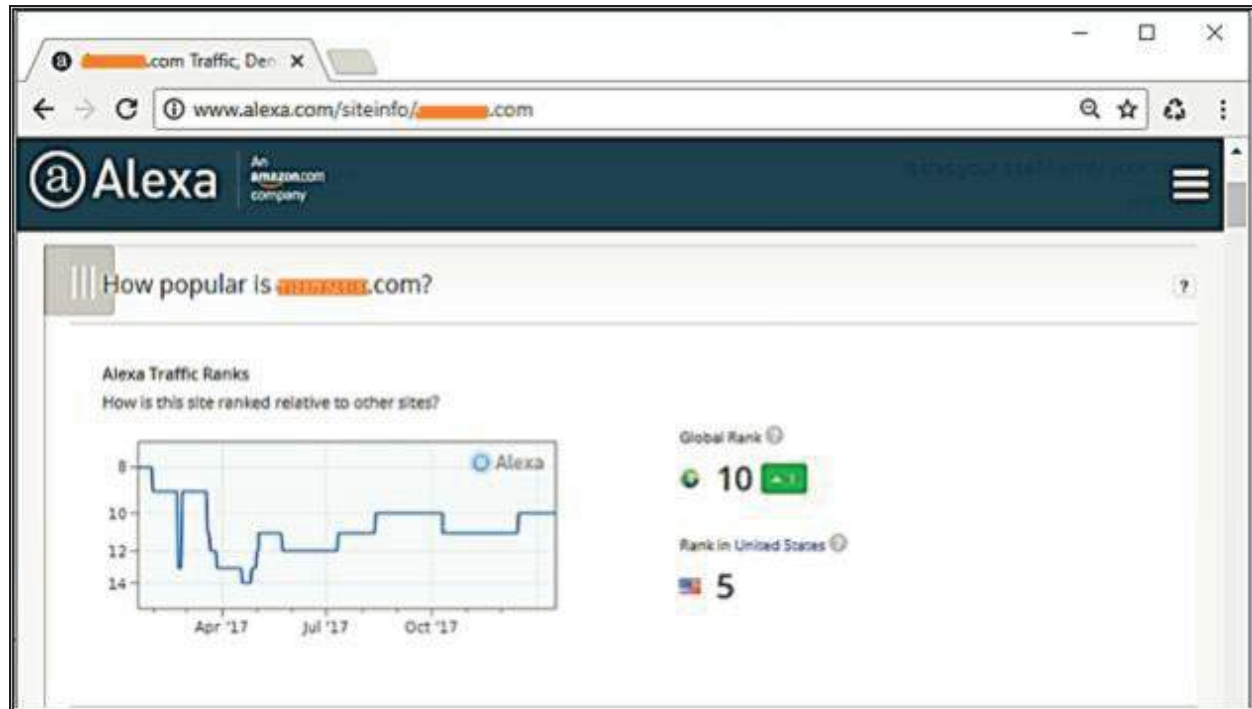 .com Traffic, Den
www.alexa.com/siteinfo/ .com
a Alexa
An
amazon.com
company
How popular is .com?
?
Alexa Traffic Ranks
How is this site ranked relative to other sites?
Alexa
8
10
12
14
Apr '17 Jul '17 Oct '17
Global Rank ?
10 1
Rank in United States ?
5